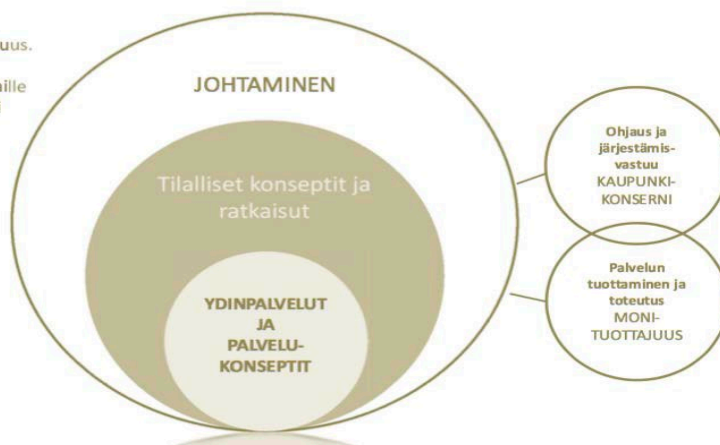 uus.
ille
JOHTAMINEN
Tilalliset konseptit ja
ratkaisut
YDINPALVELUT
JA
PALVELU-
KONSEPTIT
Ohjaus ja
järjestämis-
vastuu
KAUPUNKI-
KONSERNI
Palvelun
tuottaminen ja
toteutus
MONI-
TUOTTAJUUS